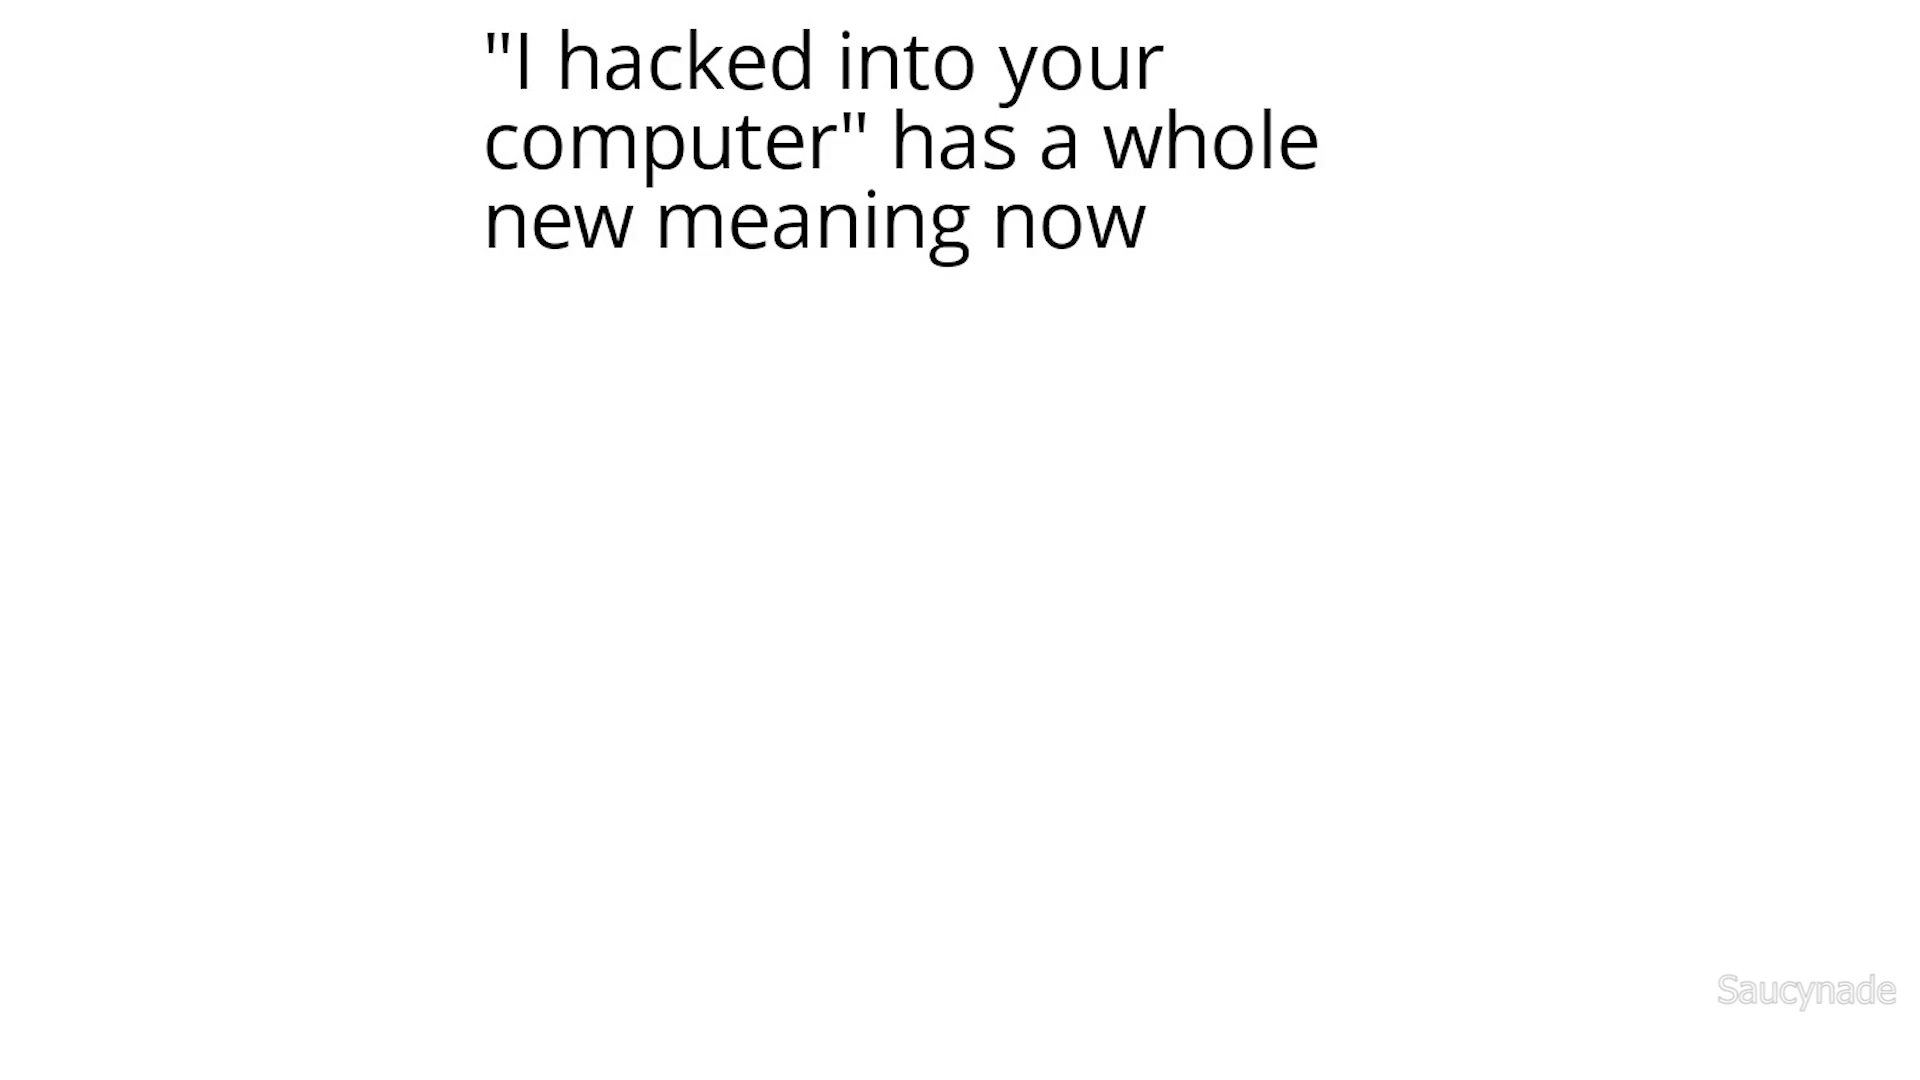 "I hacked into your
computer" has a whole
new meaning now
Saucynade